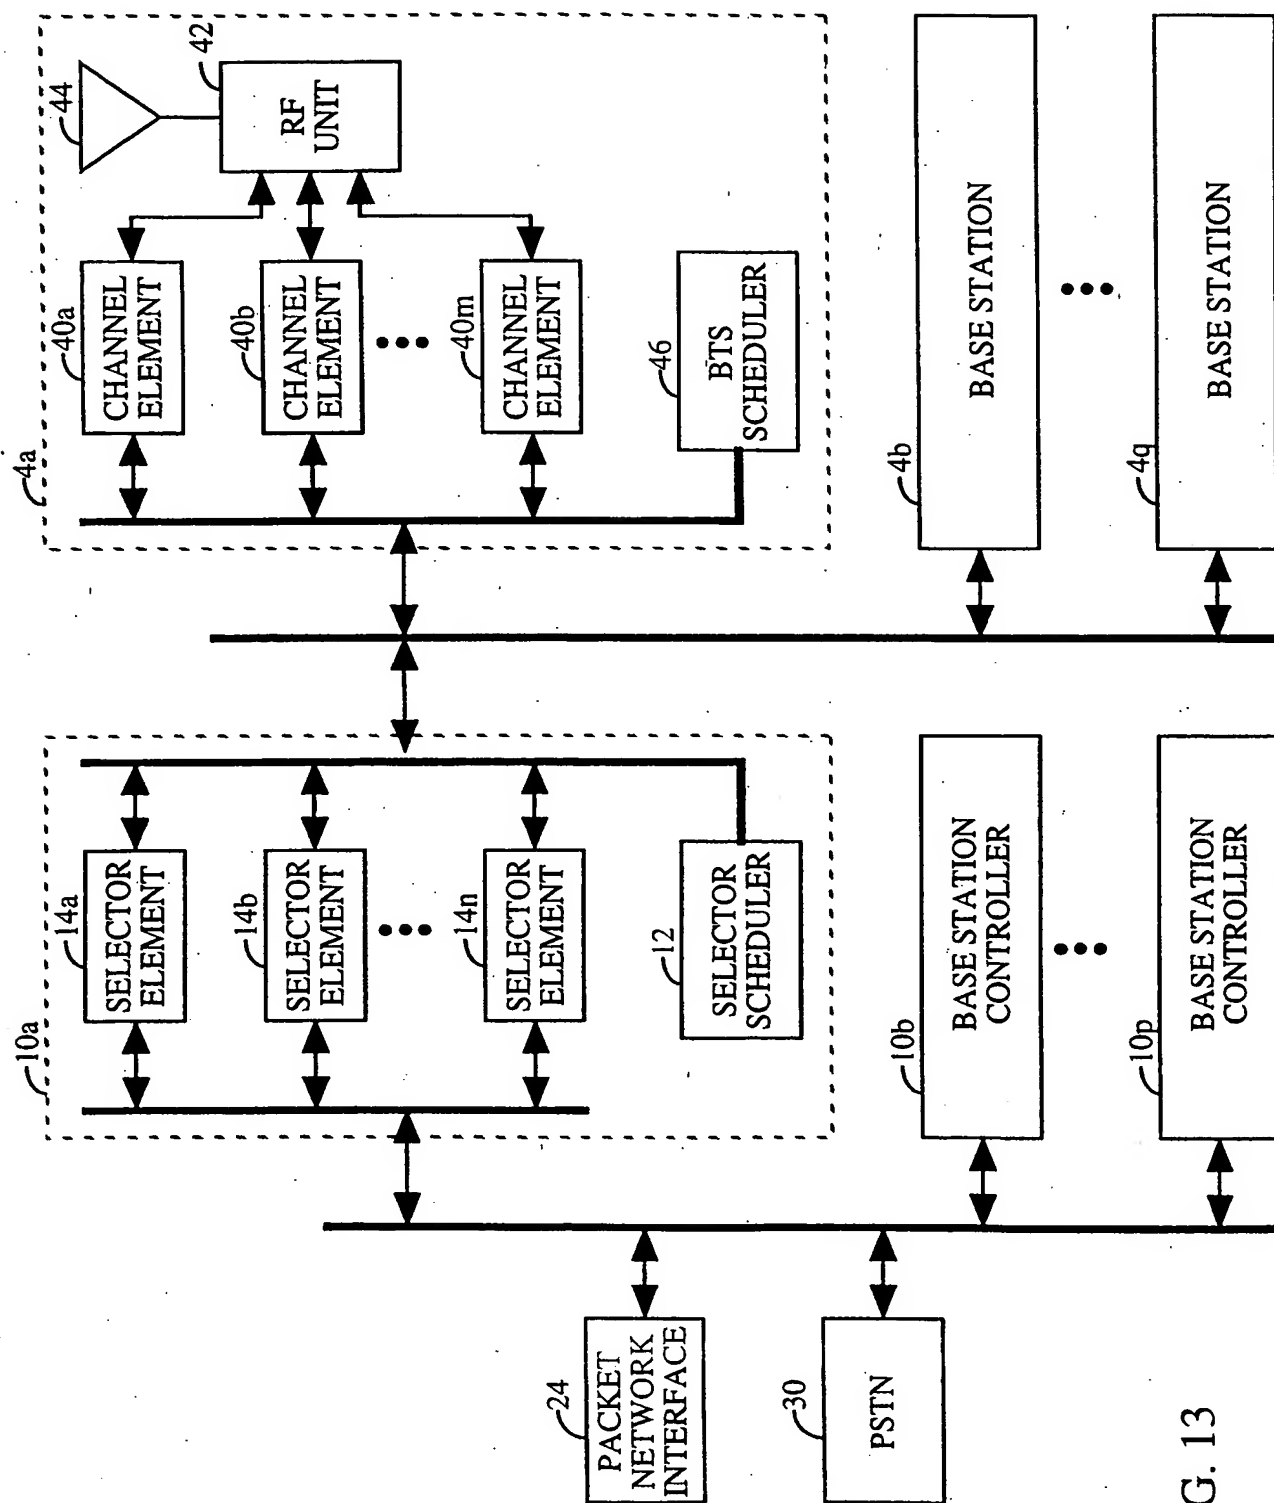 4a
40a
CHANNEL
ELEMENT
40b
CHANNEL
ELEMENT
40m
CHANNEL
ELEMENT
44
42
RF
UNIT
46
BTS
SCHEDULER
4b
BASE STATION
4q
BASE STATION
10a
14a
SELECTOR
ELEMENT
14b
SELECTOR
ELEMENT
14n
SELECTOR
ELEMENT
12
SELECTOR
SCHEDULER
10b
BASE STATION
CONTROLLER
10p
BASE STATION
CONTROLLER
24
PACKET
NETWORK
INTERFACE
30
PSTN
G. 13